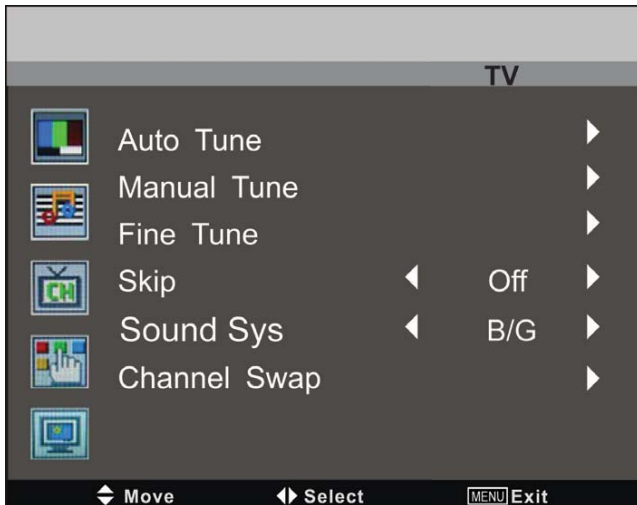 TV
Auto Tune
Manual Tune
Fine Tune
CH
Skip Off
Sound Sys B/G
Channel Swap
Move Select MENU Exit